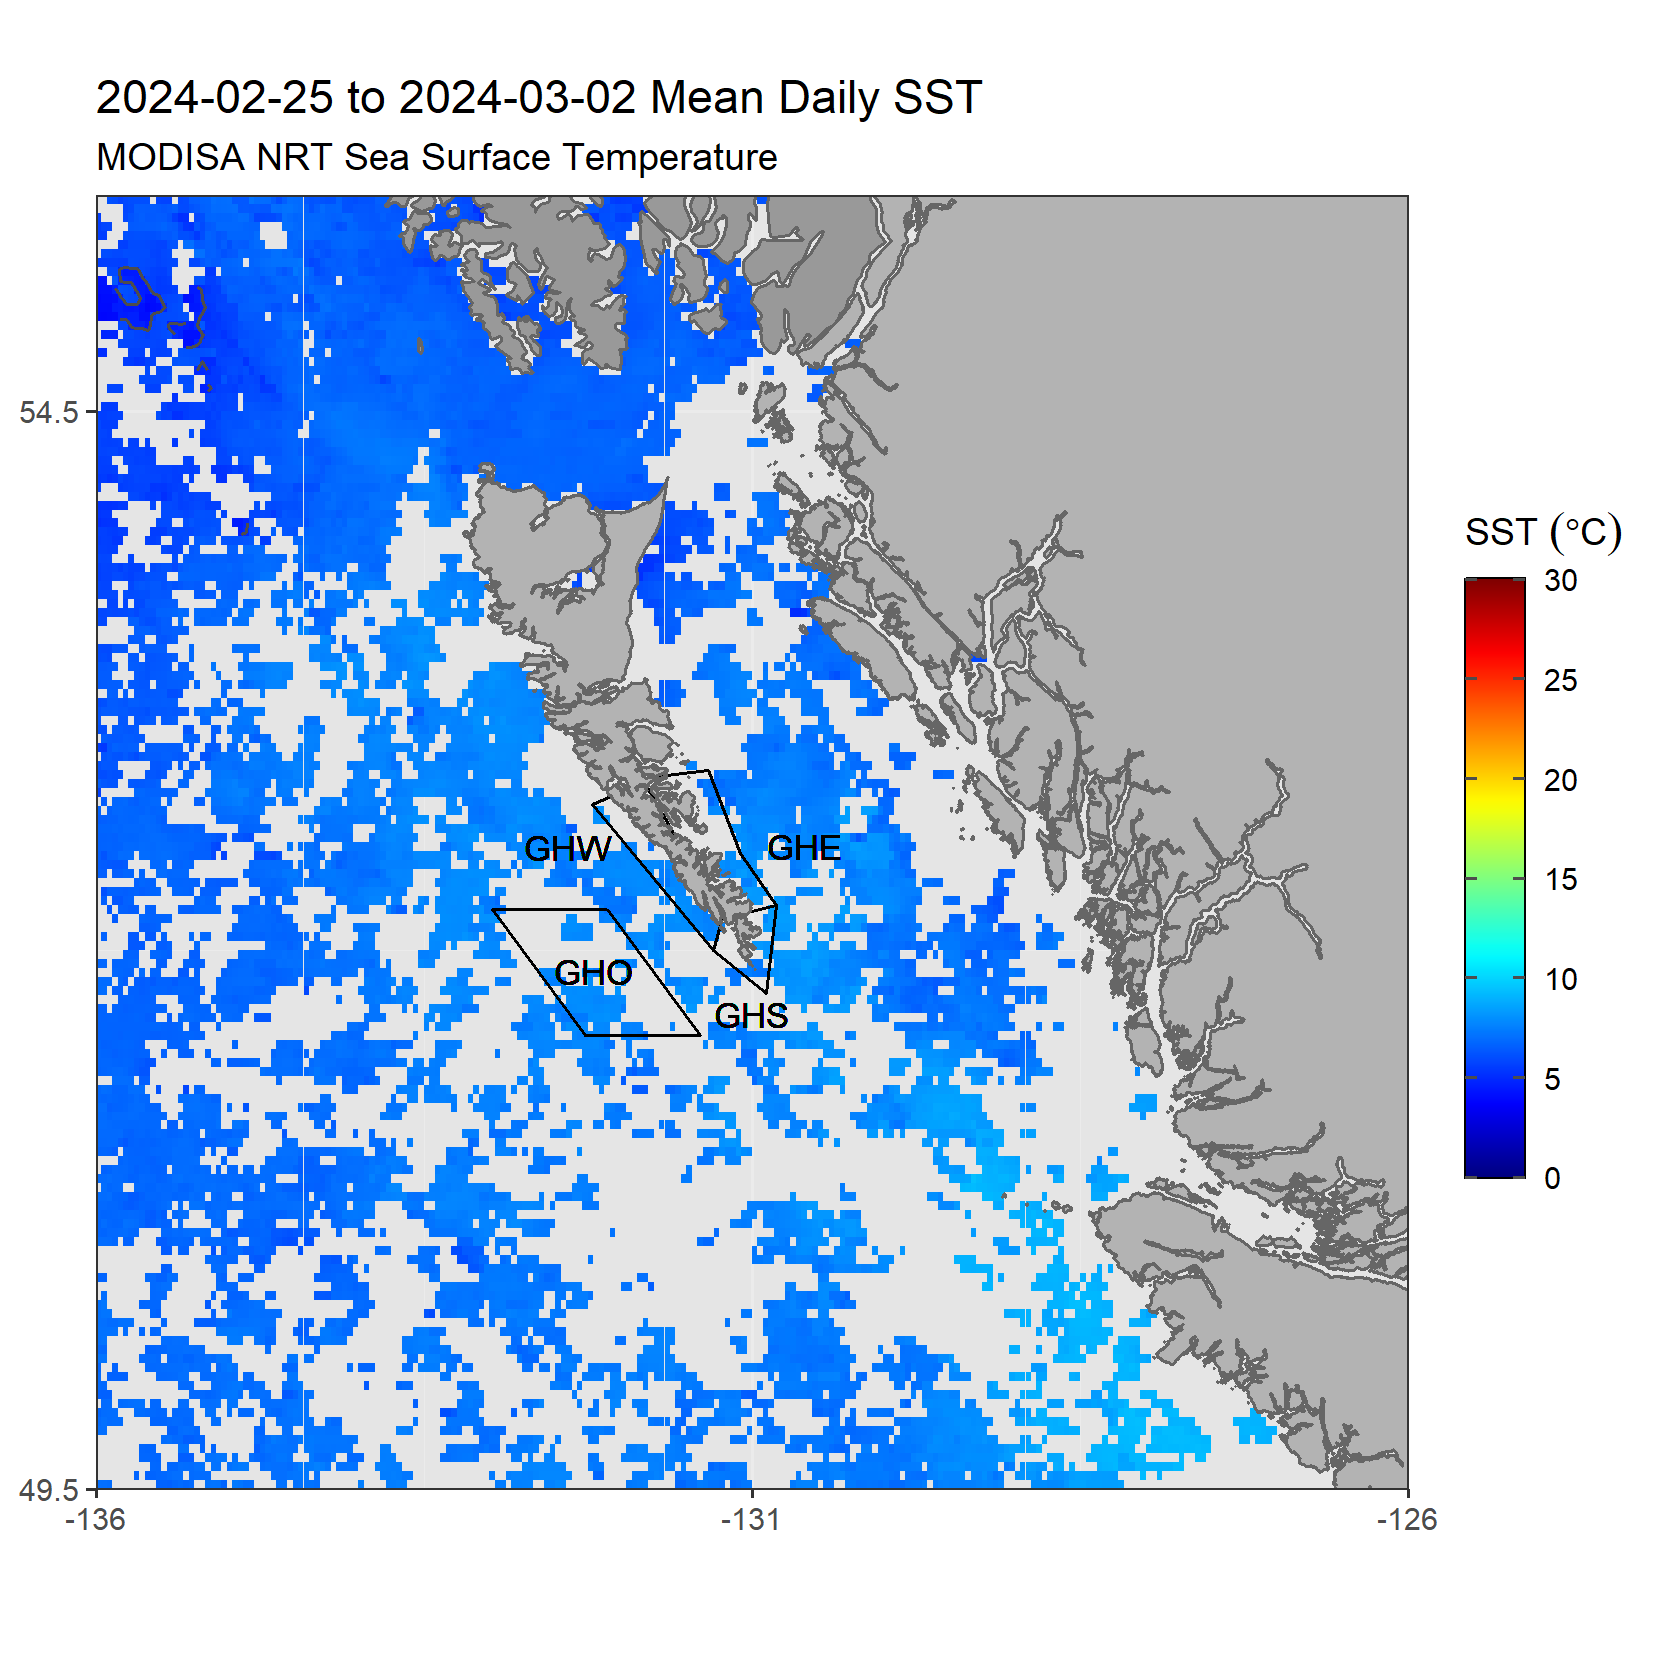 2024-02-25 to 2024-03-02 Mean Daily SST
MODISA NRT Sea Surface Temperature
54.5
49.5
-136
-131
-126
GHW
GHE
GHO
GHS
SST (°C)
30
25
20
15
10
5
0